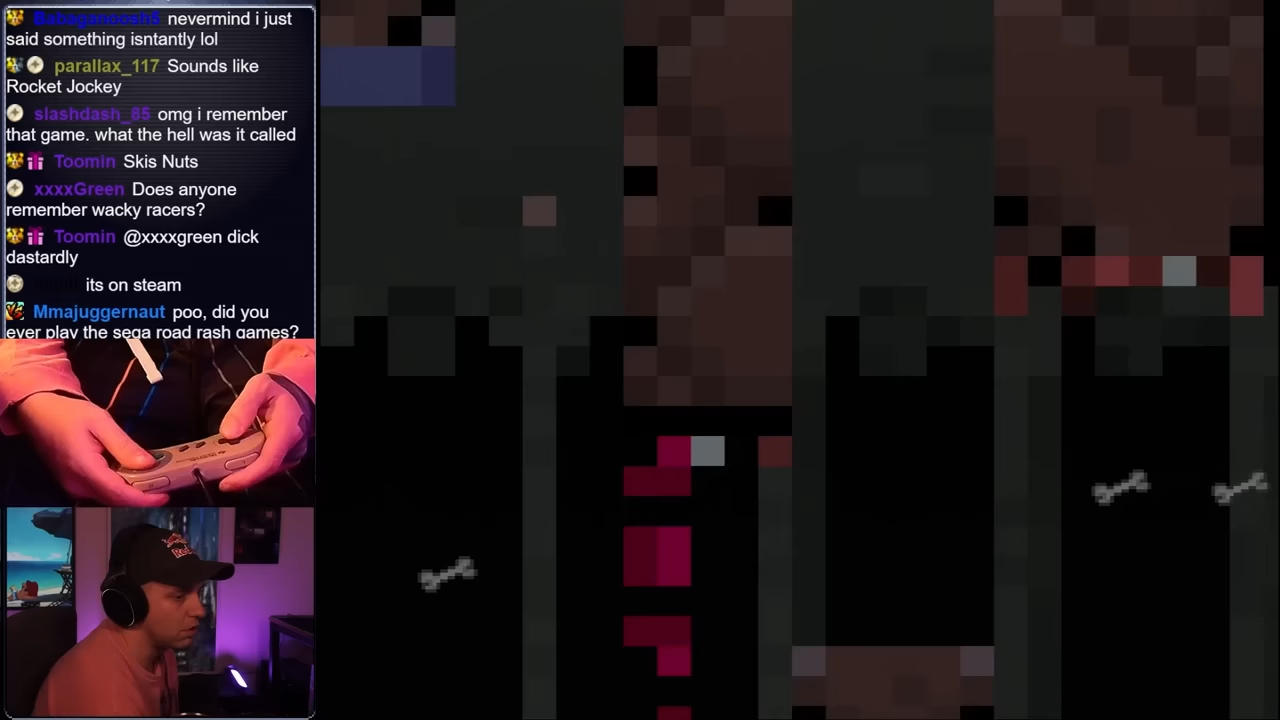 Babaganoosh5 nevermind i just
said something isntantly lol
parallax_117 Sounds like
Rocket Jockey
slashdash_85 omg i remember
that game. what the hell was it called
Toomin Skis Nuts
xxxxGreen Does anyone
remember wacky racers?
Toomin @xxxxgreen dick
dastardly
its on steam
Mmajuggernaut poo, did you
ever play the sega road rash games?